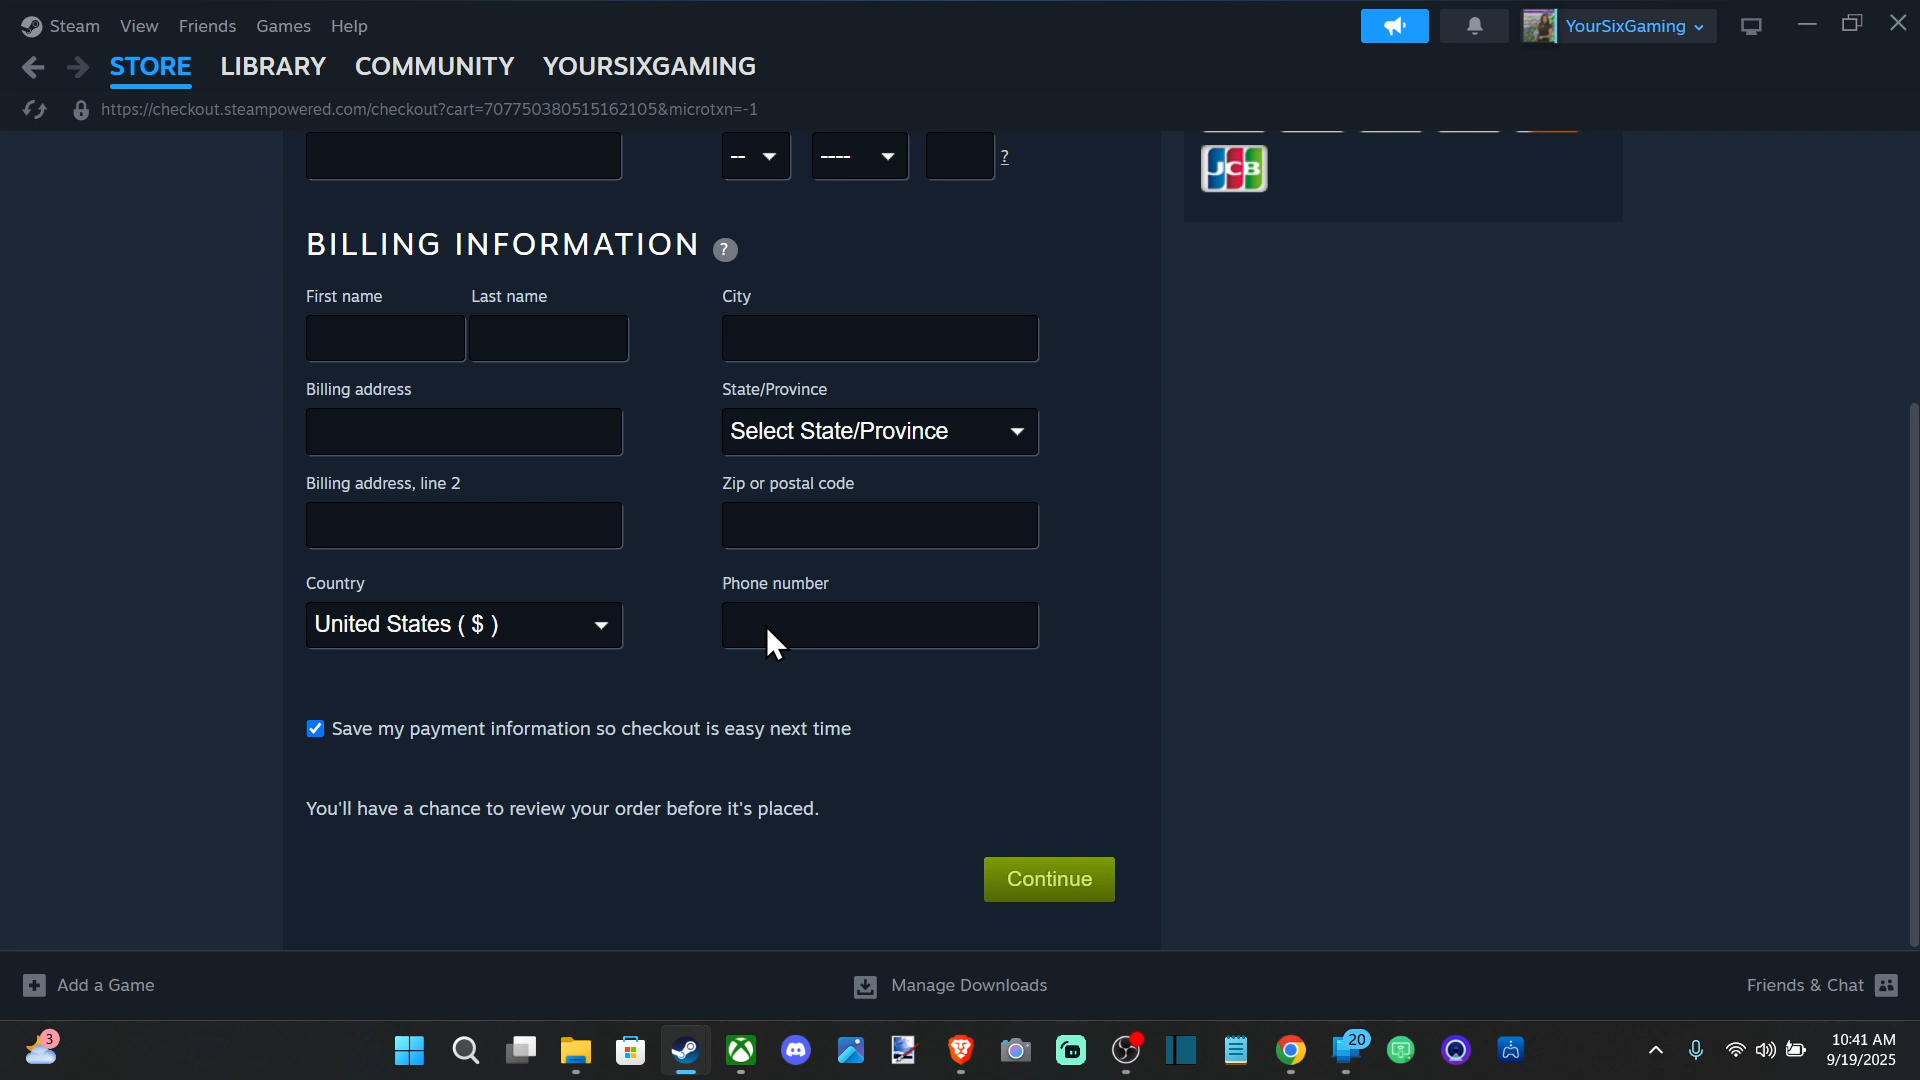 Steam View Friends Games Help
YourSixGaming
STORE LIBRARY COMMUNITY YOURSIXGAMING
https://checkout.steampowered.com/checkout?cart=707750380515162105&microtxn=-1
-- ---- ?
JCB
BILLING INFORMATION ?
First name Last name City
Billing address State/Province
Select State/Province
Billing address, line 2 Zip or postal code
Country Phone number
United States ( $ )
Save my payment information so checkout is easy next time
You'll have a chance to review your order before it's placed.
Continue
Add a Game Manage Downloads Friends & Chat
3
20
10:41 AM
9/19/2025